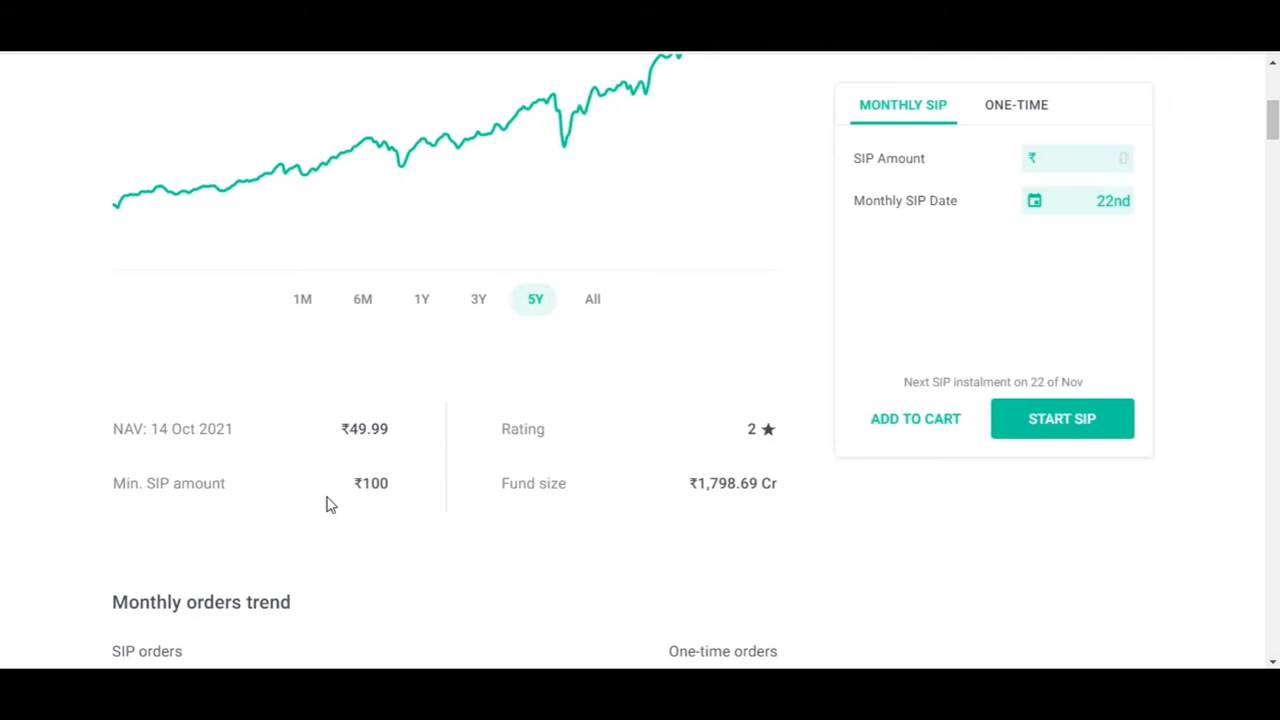 MONTHLY SIP ONE-TIME
SIP Amount ₹ 0
Monthly SIP Date 22nd
1M 6M 1Y 3Y 5Y All
Next SIP instalment on 22 of Nov
ADD TO CART START SIP
NAV: 14 Oct 2021 ₹49.99 Rating 2 ★
Min. SIP amount ₹100 Fund size ₹1,798.69 Cr
Monthly orders trend
SIP orders One-time orders